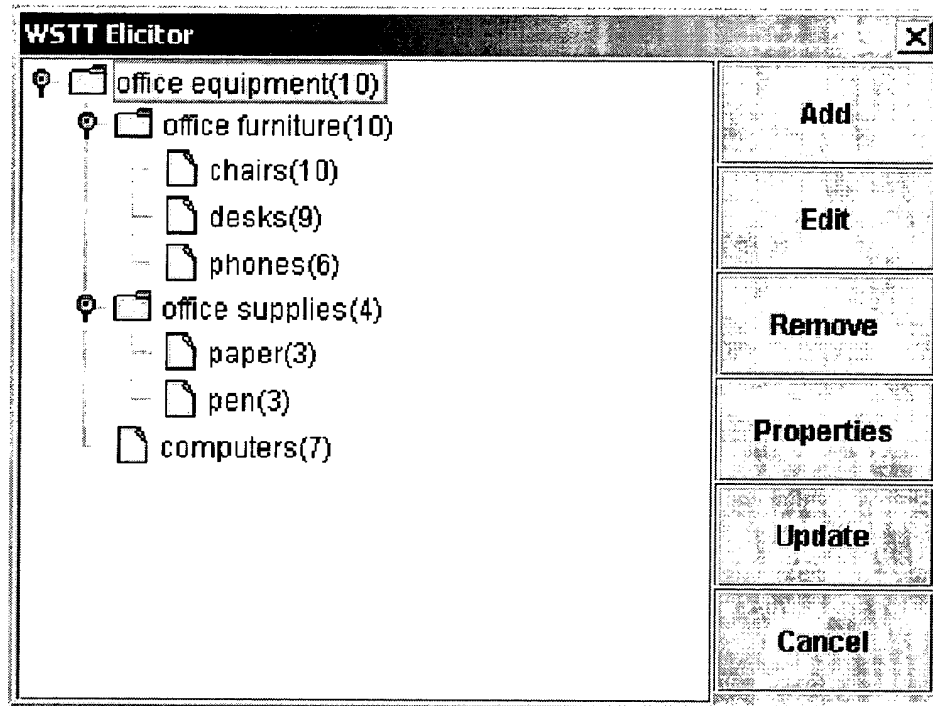 WSTT Elicitor
office equipment(10)
office furniture(10)
chairs(10)
desks(9)
phones(6)
office supplies(4)
paper(3)
pen(3)
computers(7)
Add
Edit
Remove
Properties
Update
Cancel